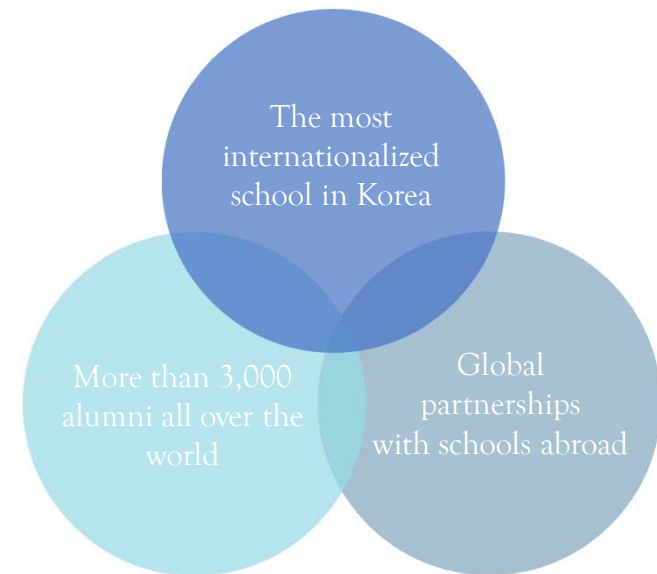 The most
internationalized
school in Korea
More than 3,000
alumni all over the
world
Global
partnerships
with schools abroad